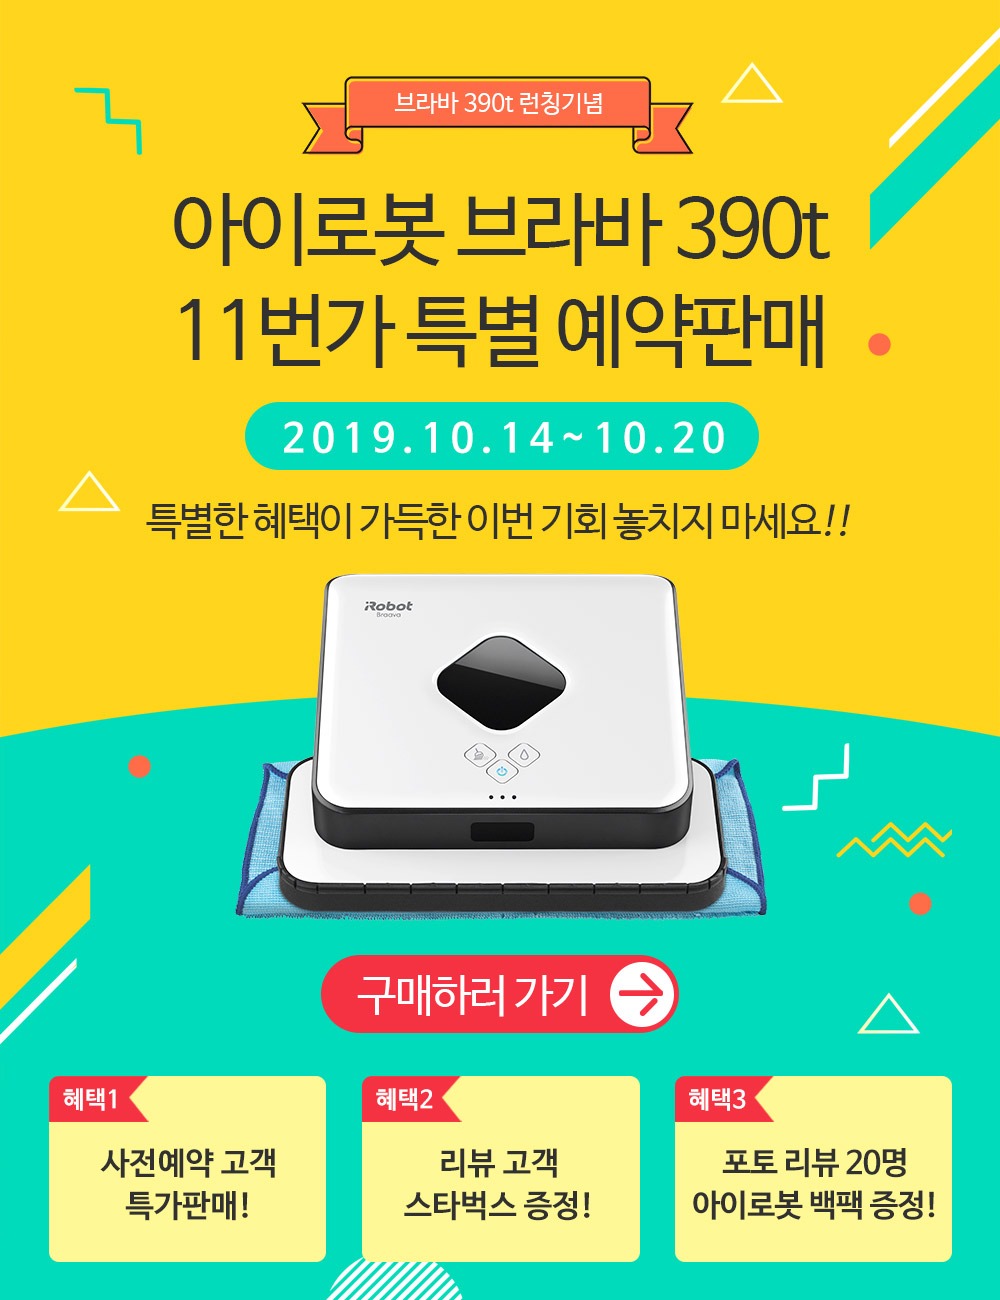 브라바 390t 런칭기념
아이로봇 브라바 390t
11번가 특별 예약판매
2019.10.14~10.20
특별한 혜택이 가득한 이번 기회 놓치지 마세요!!
iRobot
Braava
구매하러 가기
혜택1
사전예약 고객
특가판매!
혜택2
리뷰 고객
스타벅스 증정!
혜택3
포토 리뷰 20명
아이로봇 백팩 증정!